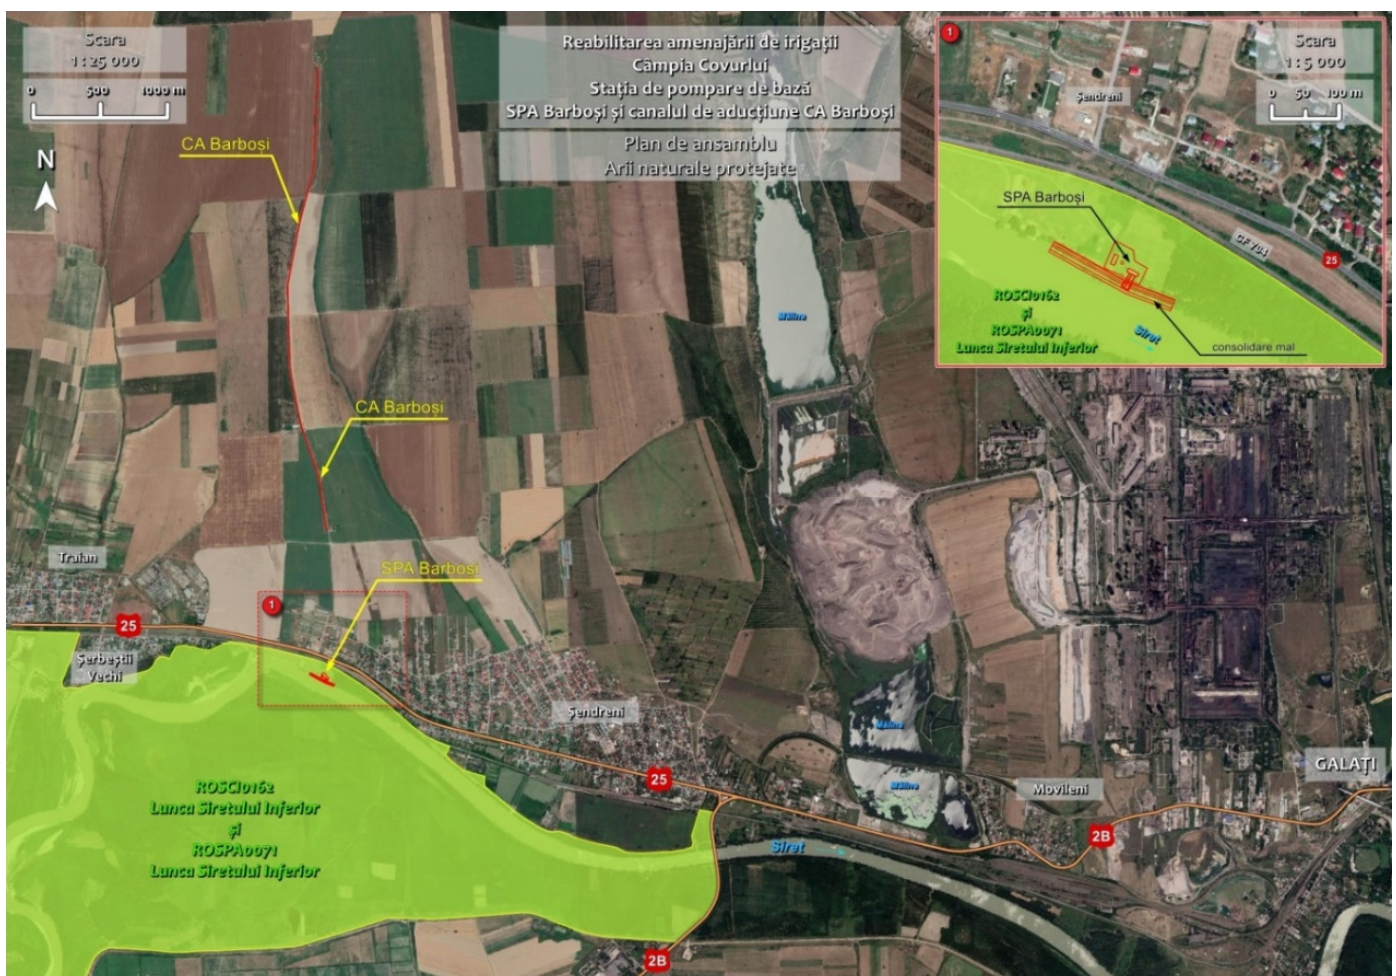 Scara
1 : 25 000
0 500 1000 m
N
Reabilitarea amenajării de irigații
Câmpia Covurlui
Stația de pompare de bază
SPA Barboși și canalul de aducțiune CA Barboși
Plan de ansamblu
Arii naturale protejate
1
Scara
1 : 5 000
0 50 100 m
Șendreni
SPA Barboși
CF 704
25
ROSCI0162
și
ROSPA0071
Lunca Siretului Inferior
Siret
consolidare mal
CA Barboși
Mălina
CA Barboși
Traian
SPA Barboși
1
25
Șerbeștii
Vechi
Șendreni
Mălina
25
Mălina
Movileni
GALAȚI
ROSCI0162
Lunca Siretului Inferior
și
ROSPA0071
Lunca Siretului Inferior
2B
Siret
2B